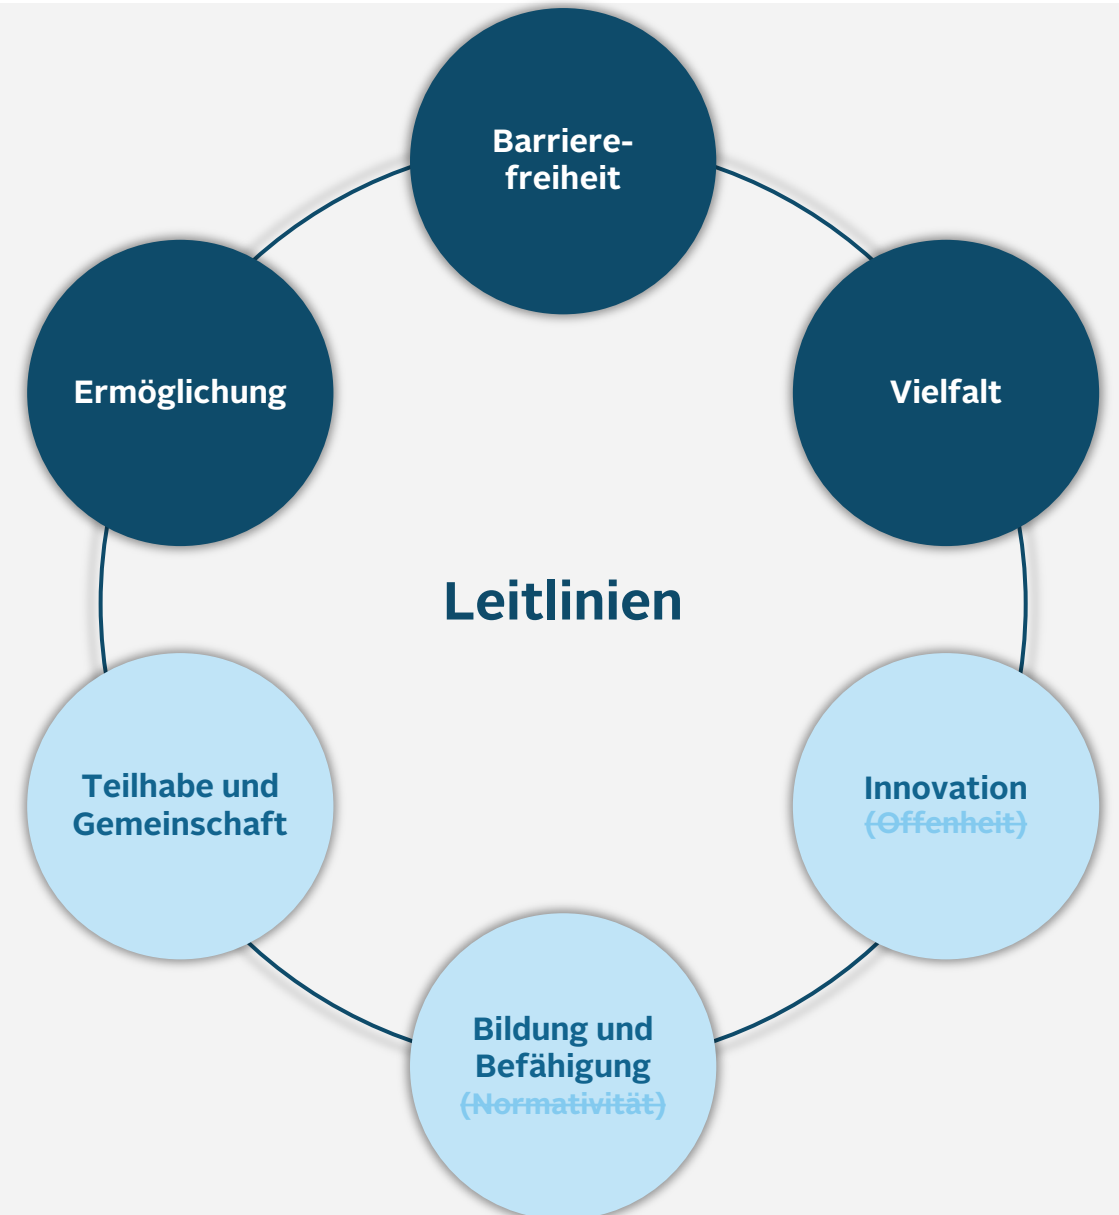 Barriere-
freiheit
Ermöglichung
Vielfalt
Leitlinien
Teilhabe und
Gemeinschaft
Innovation
(Offenheit)
Bildung und
Befähigung
(Normativität)